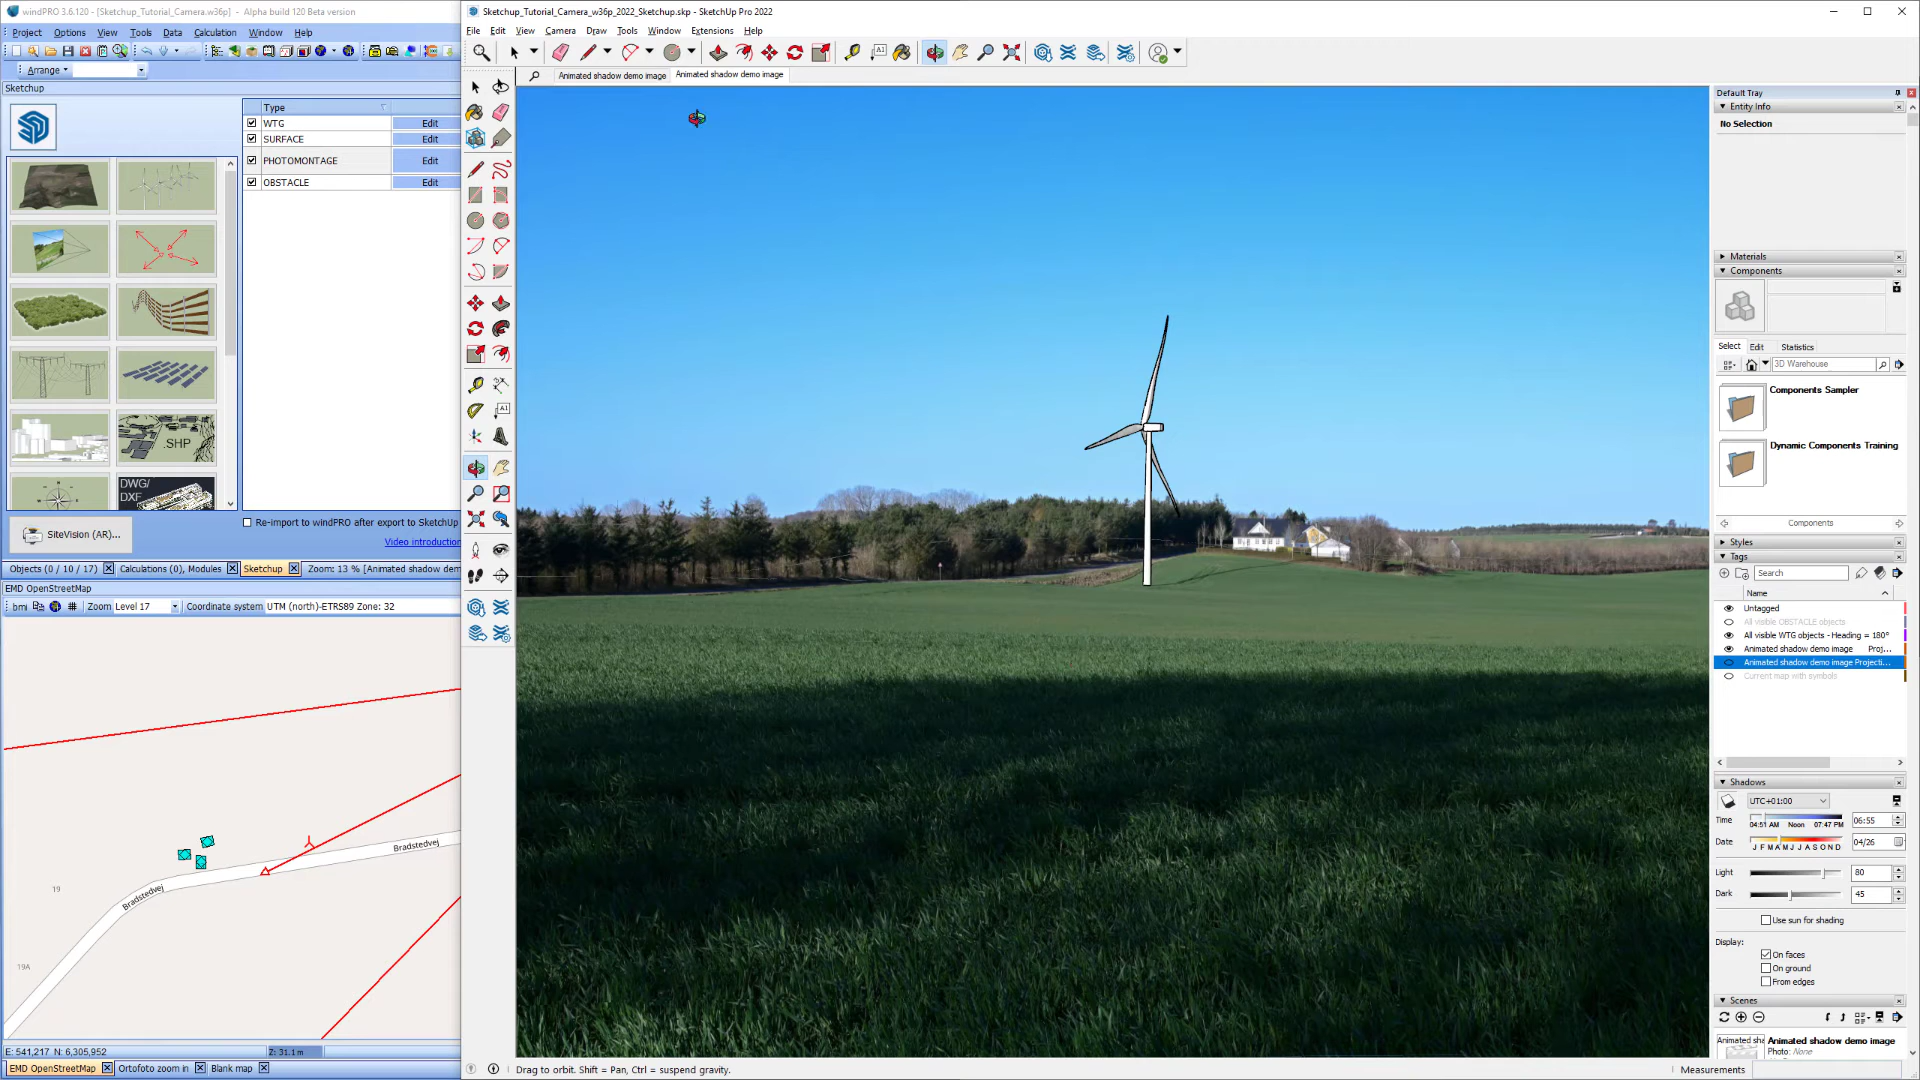 windPRO 3.6.120 - [Sketchup_Tutorial_Camera.w36p] - Alpha build 120 Beta version
Project Options View Tools Data Calculation Window Help
Arrange
Sketchup
Type
WTG Edit
SURFACE Edit
PHOTOMONTAGE Edit
OBSTACLE Edit
.SHP
DWG/
DXF
SiteVision (AR)...
Re-import to windPRO after export to SketchUp
Video introduction
Objects (0 / 10 / 17) Calculations (0), Modules Sketchup Zoom: 13 % [Animated shadow dem
EMD OpenStreetMap
bmi Zoom Level 17 Coordinate system UTM (north)-ETRS89 Zone: 32
Bradstedvej
Bradstedvej
19
19A
E: 541,217 N: 6,305,952 Z: 31.1 m
EMD OpenStreetMap Ortofoto zoom in Blank map
Sketchup_Tutorial_Camera_w36p_2022_Sketchup.skp - SketchUp Pro 2022
File Edit View Camera Draw Tools Window Extensions Help
Animated shadow demo image Animated shadow demo image
Drag to orbit. Shift = Pan, Ctrl = suspend gravity.
Measurements
Default Tray
Entity Info
No Selection
Materials
Components
Select Edit Statistics
3D Warehouse
Components Sampler
Dynamic Components Training
Components
Styles
Tags
Search
Name
Untagged
All visible OBSTACLE objects
All visible WTG objects - Heading = 180°
Animated shadow demo image Proj...
Animated shadow demo image Projecti...
Current map with symbols
Shadows
UTC+01:00
Time 04:51 AM Noon 07:47 PM 06:55
Date J F M A M J J A S O N D 04/26
Light 80
Dark 45
Use sun for shading
Display:
On faces
On ground
From edges
Scenes
Animated sha Animated shadow demo image
Photo: None